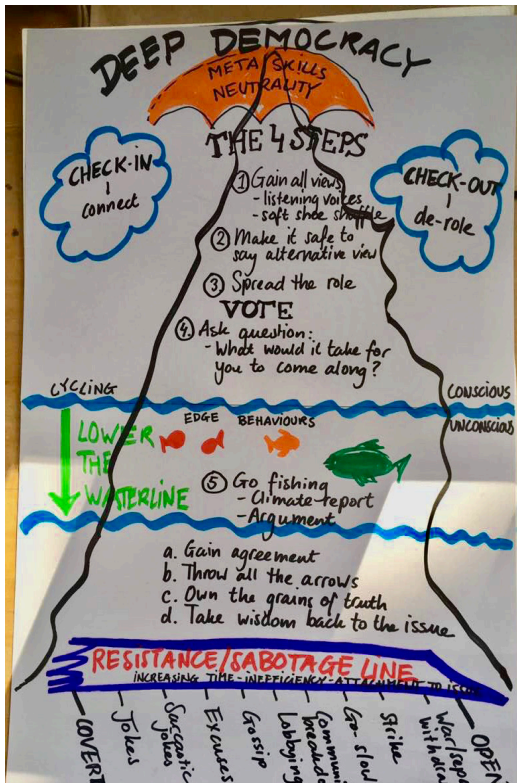 DEEP DEMOCRACY
META SKILLS
NEUTRALITY
THE 4 STEPS
CHECK-IN
connect
CHECK-OUT
de-role
① Gain all views
- listening voices
- soft shoe shuffle
② Make it safe to
say alternative view
③ Spread the role
VOTE
④ Ask question:
- What would it take for
you to come along?
CYCLING
CONSCIOUS
UNCONSCIOUS
EDGE BEHAVIOURS
LOWER
THE
WATERLINE
⑤ Go fishing
- Climate report
- Argument
a. Gain agreement
b. Throw all the arrows
c. Own the grains of truth
d. Take wisdom back to the issue
RESISTANCE/SABOTAGE LINE
INCREASING TIME-INEFFICIENCY-ATTACHMENT TO
COVERT
Jokes
Sarcastic
jokes
Excuses
Gossip
Lobbying
Go-slow
Strike
OPEN